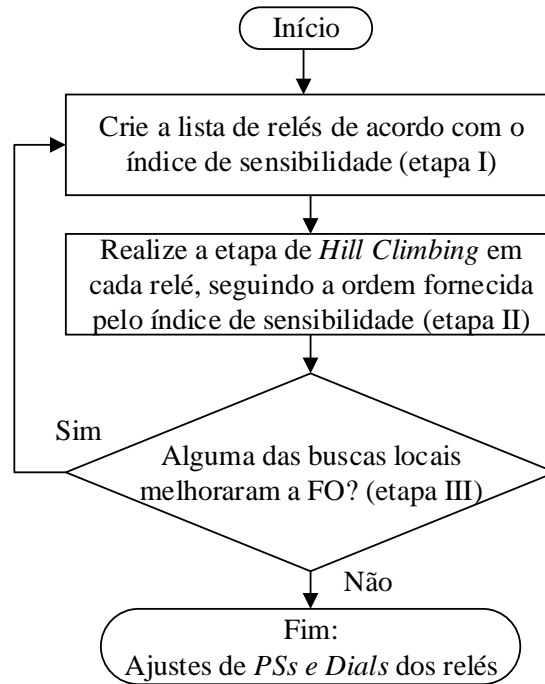 Início
Crie a lista de relés de acordo com o
índice de sensibilidade (etapa I)
Realize a etapa de Hill Climbing em
cada relé, seguindo a ordem fornecida
pelo índice de sensibilidade (etapa II)
Sim
Alguma das buscas locais
melhoraram a FO? (etapa III)
Não
Fim:
Ajustes de PSs e Dials dos relés